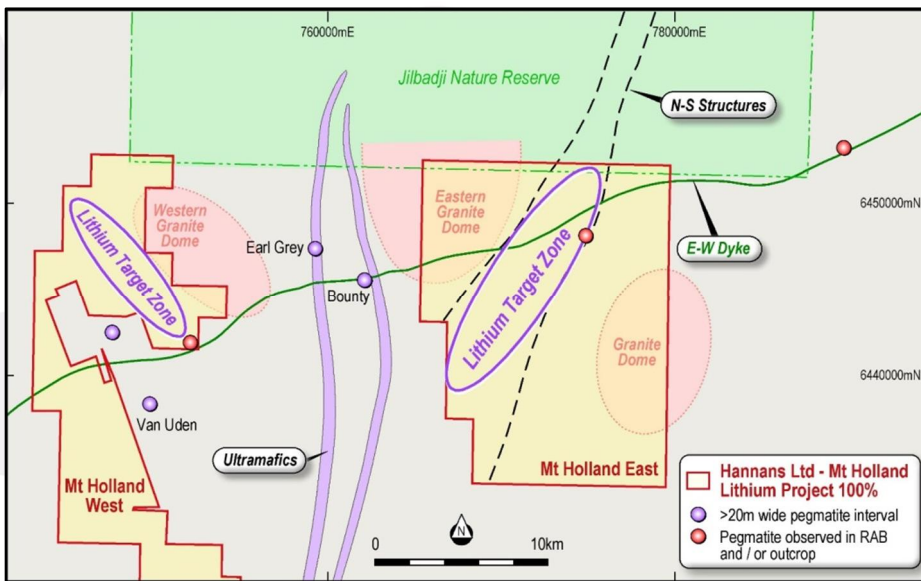 760000mE
780000mE
Jilbadji Nature Reserve
N-S Structures
Western
Granite
Dome
Eastern
Granite
Dome
6450000mN
Lithium Target Zone
Earl Grey
E-W Dyke
Bounty
Lithium Target Zone
Granite
Dome
6440000mN
Van Uden
Ultramafics
Mt Holland East
Mt Holland
West
N
0
10km
Hannans Ltd - Mt Holland
Lithium Project 100%
>20m wide pegmatite interval
Pegmatite observed in RAB
and / or outcrop